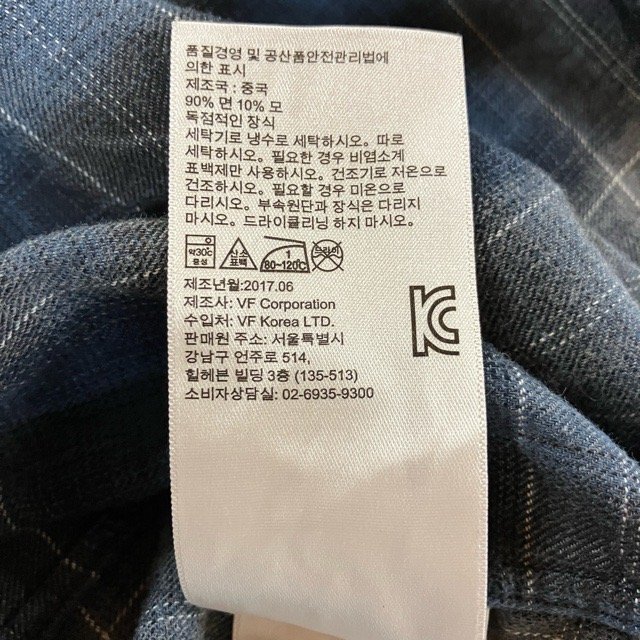 품질경영 및 공산품안전관리법에
의한 표시
제조국 : 중국
90% 면 10% 모
독점적인 장식
세탁기로 냉수로 세탁하시오. 따로
세탁하시오. 필요한 경우 비염소계
표백제만 사용하시오. 건조기로 저온으로
건조하시오. 필요할 경우 미온으로
다리시오. 부속원단과 장식은 다리지
마시오. 드라이클리닝 하지 마시오.
약30℃ 중성
산소 표백
1 80~120℃
드라이
제조년월:2017.06
제조사: VF Corporation
수입처: VF Korea LTD.
판매원 주소: 서울특별시
강남구 언주로 514,
힐헤븐 빌딩 3층 (135-513)
소비자상담실: 02-6935-9300
KC